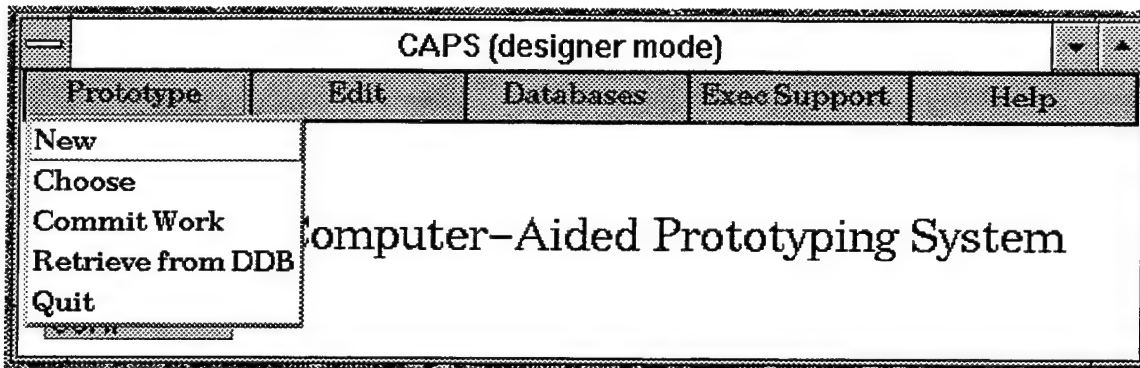 CAPS (designer mode)
Prototype Edit Databases Exec Support Help
New
Choose
Commit Work
Retrieve from DDB
Quit
omputer-Aided Prototyping System